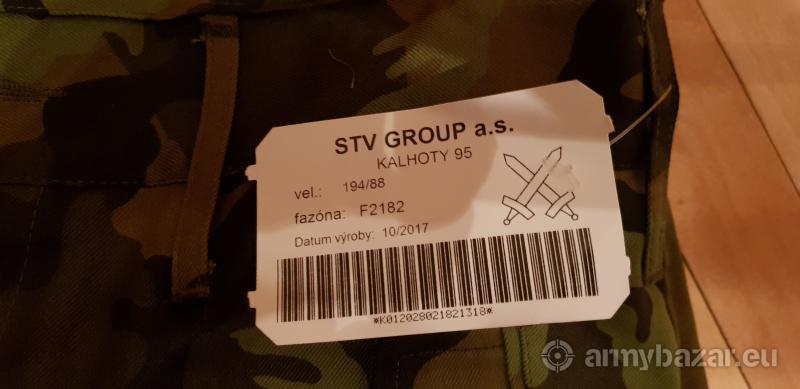 STV GROUP a.s.
KALHOTY 95
vel.: 194/88
fazóna: F2182
Datum výroby: 10/2017
*K012028021821318*
armybazar.eu